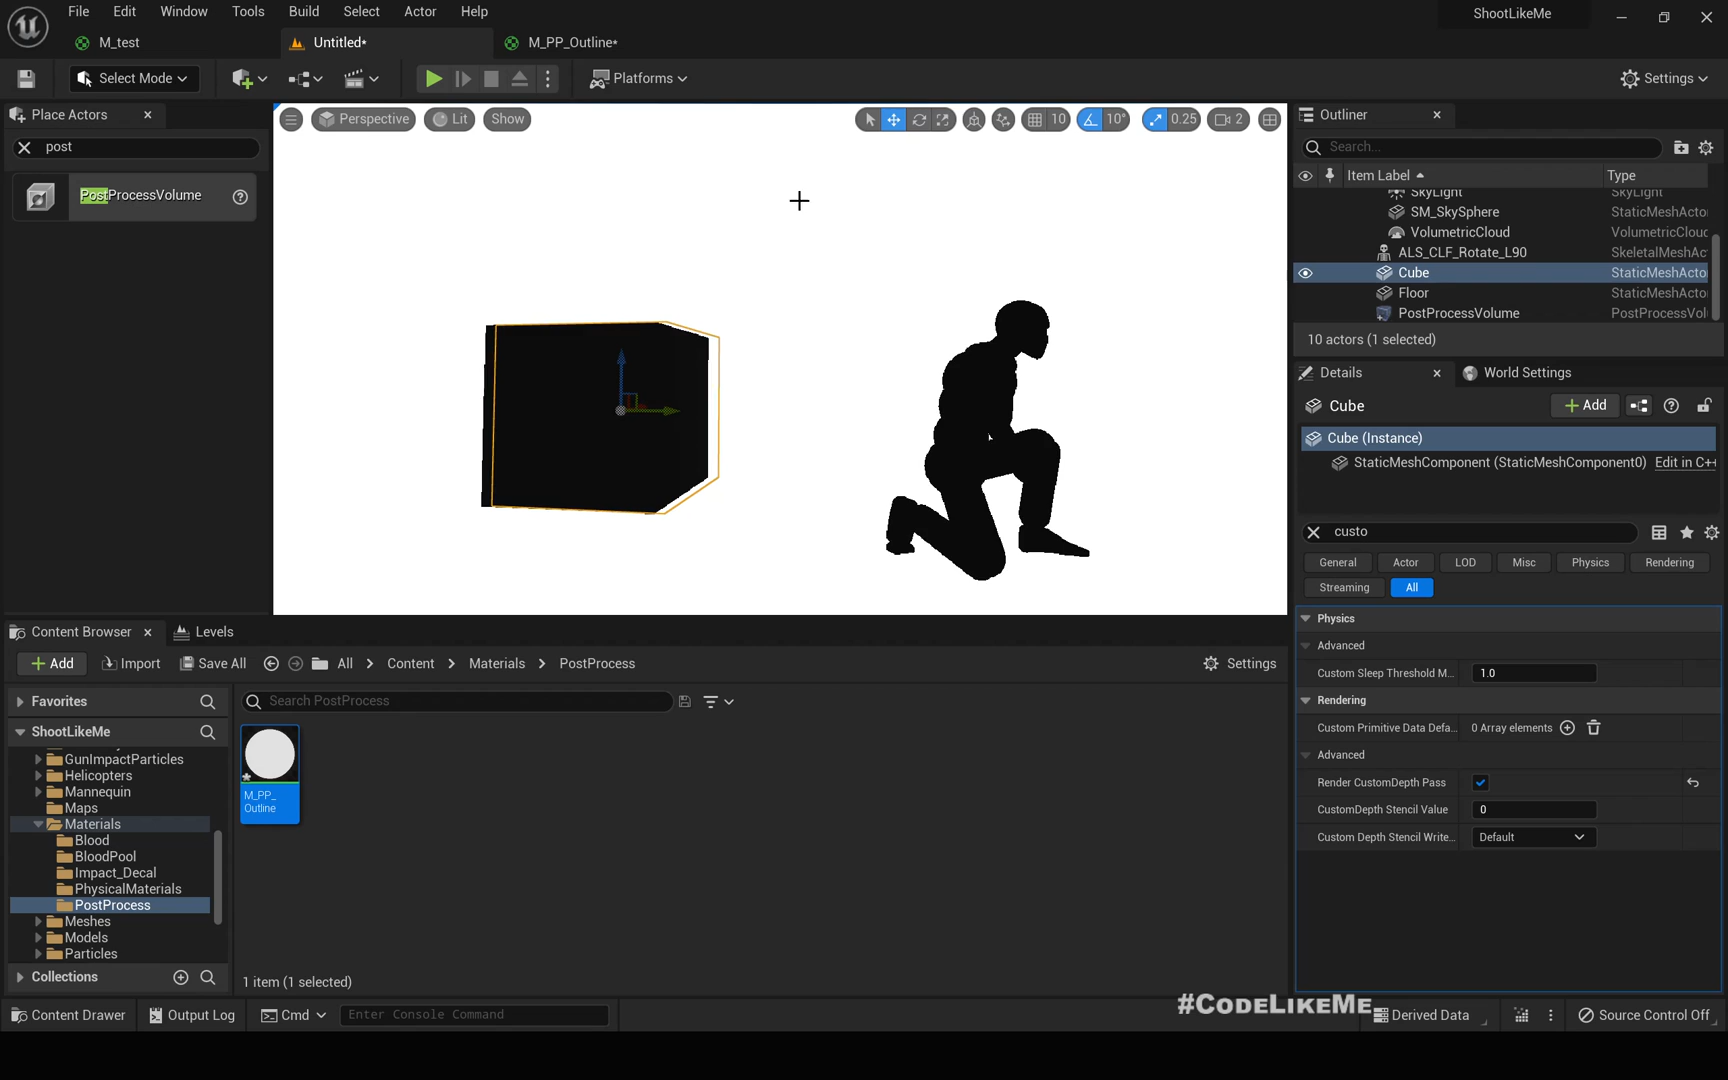 File Edit Window Tools Build Select Actor Help
ShootLikeMe
M_test
Untitled*
M_PP_Outline*
Select Mode
Platforms
Settings
Place Actors
post
PostProcessVolume
Perspective
Lit
Show
10
10°
0.25
2
Outliner
Search...
Item Label
Type
SkyLight
SkyLight
SM_SkySphere
StaticMeshActo
VolumetricCloud
VolumetricCloud
ALS_CLF_Rotate_L90
SkeletalMeshAc
Cube
StaticMeshActo
Floor
StaticMeshActo
PostProcessVolume
PostProcessVol
10 actors (1 selected)
Details
World Settings
Cube
Add
Cube (Instance)
StaticMeshComponent (StaticMeshComponent0)
Edit in C++
custo
General
Actor
LOD
Misc
Physics
Rendering
Streaming
All
Physics
Advanced
Custom Sleep Threshold M...
1.0
Rendering
Custom Primitive Data Defa...
0 Array elements
Advanced
Render CustomDepth Pass
CustomDepth Stencil Value
0
Custom Depth Stencil Write...
Default
Content Browser
Levels
Add
Import
Save All
All
Content
Materials
PostProcess
Settings
Favorites
Search PostProcess
ShootLikeMe
GunImpactParticles
Helicopters
Mannequin
Maps
Materials
Blood
BloodPool
Impact_Decal
PhysicalMaterials
PostProcess
Meshes
Models
Particles
Collections
M_PP_
Outline
1 item (1 selected)
#CodeLikeMe
Content Drawer
Output Log
Cmd
Enter Console Command
Derived Data
Source Control Off